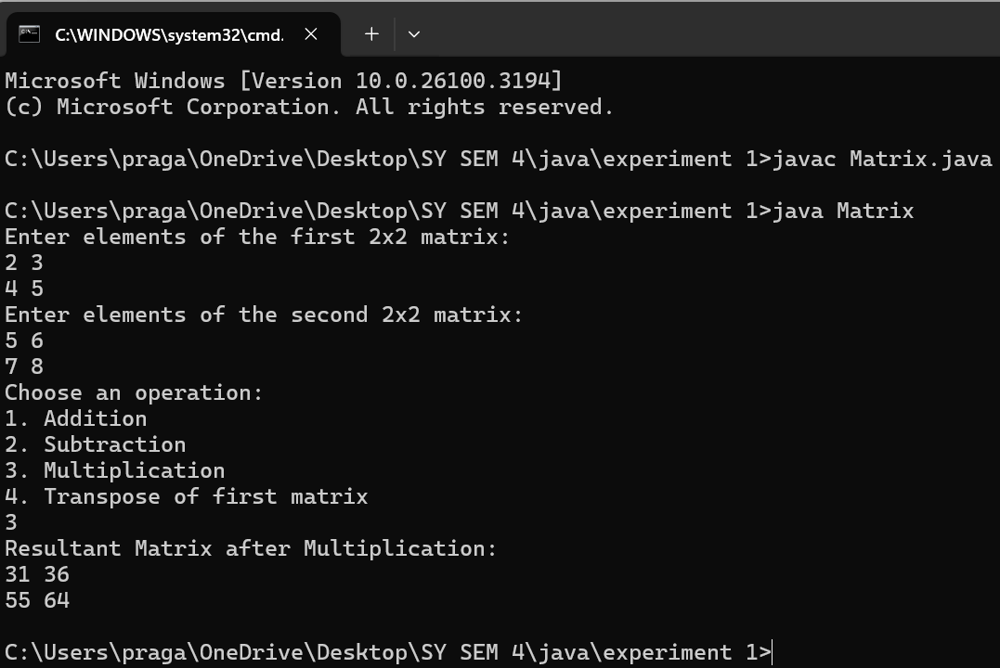 C:\WINDOWS\system32\cmd.
Microsoft Windows [Version 10.0.26100.3194]
(c) Microsoft Corporation. All rights reserved.
C:\Users\praga\OneDrive\Desktop\SY SEM 4\java\experiment 1>javac Matrix.java
C:\Users\praga\OneDrive\Desktop\SY SEM 4\java\experiment 1>java Matrix
Enter elements of the first 2x2 matrix:
2 3
4 5
Enter elements of the second 2x2 matrix:
5 6
7 8
Choose an operation:
1. Addition
2. Subtraction
3. Multiplication
4. Transpose of first matrix
3
Resultant Matrix after Multiplication:
31 36
55 64
C:\Users\praga\OneDrive\Desktop\SY SEM 4\java\experiment 1>